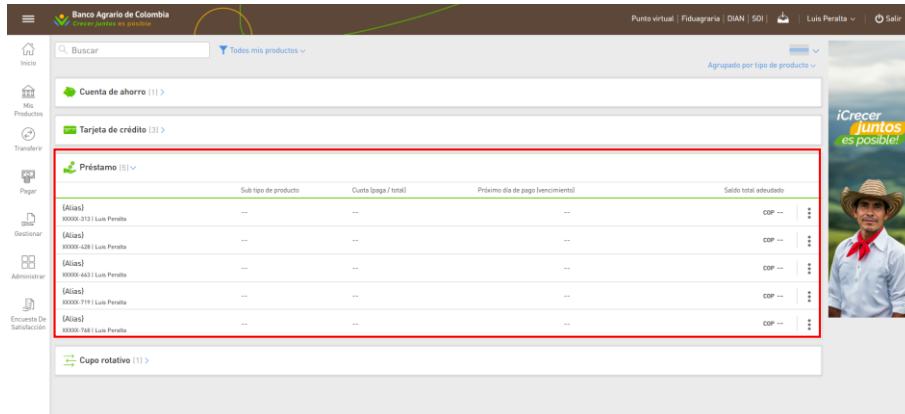 Banco Agrario de Colombia
Crecer juntos es posible
Punto virtual | Fiduagraria | DIAN | SOI |
Luis Peralta
Salir
Inicio
Mis
Productos
Transferir
Pagar
Gestionar
Administrar
Encuesta De
Satisfacción
Buscar
Todos mis productos
Agrupado por tipo de producto
Cuenta de ahorro (1) >
Tarjeta de crédito (3) >
Préstamo (5)
Sub tipo de producto Cuota (paga / total) Próximo día de pago (vencimiento) Saldo total adeudado
{Alias} -- -- -- COP --
XXXXX-313 | Luis Peralta
{Alias} -- -- -- COP --
XXXXX-428 | Luis Peralta
{Alias} -- -- -- COP --
XXXXX-663 | Luis Peralta
{Alias} -- -- -- COP --
XXXXX-719 | Luis Peralta
{Alias} -- -- -- COP --
XXXXX-768 | Luis Peralta
Cupo rotativo (1) >
¡Crecer
juntos
es posible!